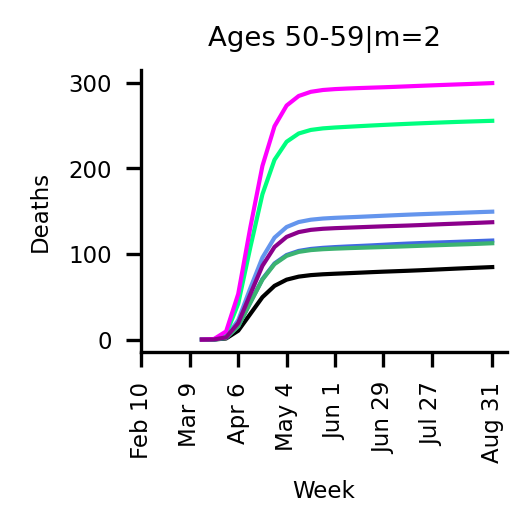 Ages 50-59|m=2
300
200
100
0
Deaths
Feb 10
Mar 9
Apr 6
May 4
Jun 1
Jun 29
Jul 27
Aug 31
Week